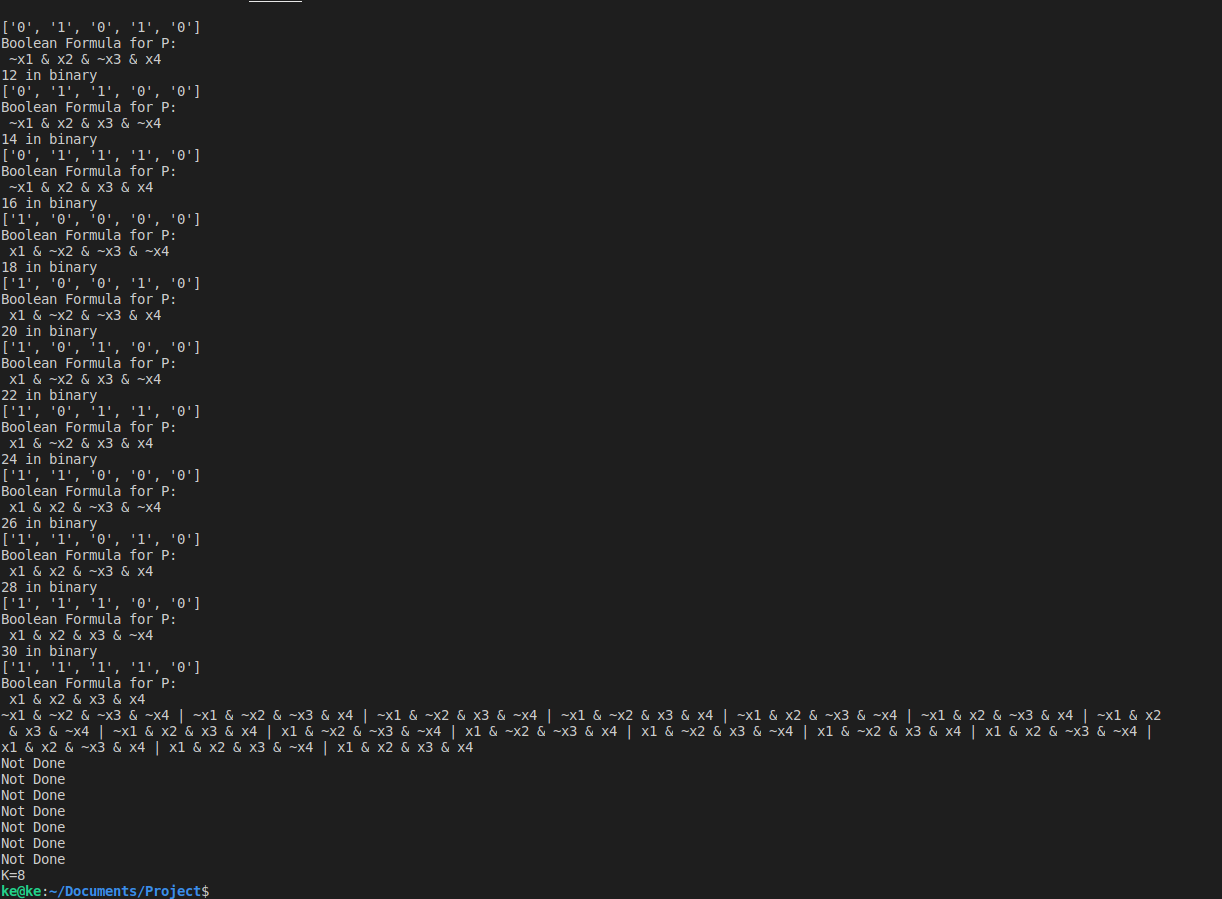 ['0', '1', '0', '1', '0']
Boolean Formula for P:
 ~x1 & x2 & ~x3 & x4
12 in binary
['0', '1', '1', '0', '0']
Boolean Formula for P:
 ~x1 & x2 & x3 & ~x4
14 in binary
['0', '1', '1', '1', '0']
Boolean Formula for P:
 ~x1 & x2 & x3 & x4
16 in binary
['1', '0', '0', '0', '0']
Boolean Formula for P:
 x1 & ~x2 & ~x3 & ~x4
18 in binary
['1', '0', '0', '1', '0']
Boolean Formula for P:
 x1 & ~x2 & ~x3 & x4
20 in binary
['1', '0', '1', '0', '0']
Boolean Formula for P:
 x1 & ~x2 & x3 & ~x4
22 in binary
['1', '0', '1', '1', '0']
Boolean Formula for P:
 x1 & ~x2 & x3 & x4
24 in binary
['1', '1', '0', '0', '0']
Boolean Formula for P:
 x1 & x2 & ~x3 & ~x4
26 in binary
['1', '1', '0', '1', '0']
Boolean Formula for P:
 x1 & x2 & ~x3 & x4
28 in binary
['1', '1', '1', '0', '0']
Boolean Formula for P:
 x1 & x2 & x3 & ~x4
30 in binary
['1', '1', '1', '1', '0']
Boolean Formula for P:
 x1 & x2 & x3 & x4
~x1 & ~x2 & ~x3 & ~x4 | ~x1 & ~x2 & ~x3 & x4 | ~x1 & ~x2 & x3 & ~x4 | ~x1 & ~x2 & x3 & x4 | ~x1 & x2 & ~x3 & ~x4 | ~x1 & x2 & ~x3 & x4 | ~x1 & x2
 & x3 & ~x4 | ~x1 & x2 & x3 & x4 | x1 & ~x2 & ~x3 & ~x4 | x1 & ~x2 & ~x3 & x4 | x1 & ~x2 & x3 & ~x4 | x1 & ~x2 & x3 & x4 | x1 & x2 & ~x3 & ~x4 |
x1 & x2 & ~x3 & x4 | x1 & x2 & x3 & ~x4 | x1 & x2 & x3 & x4
Not Done
Not Done
Not Done
Not Done
Not Done
Not Done
Not Done
K=8
ke@ke:~/Documents/Project$